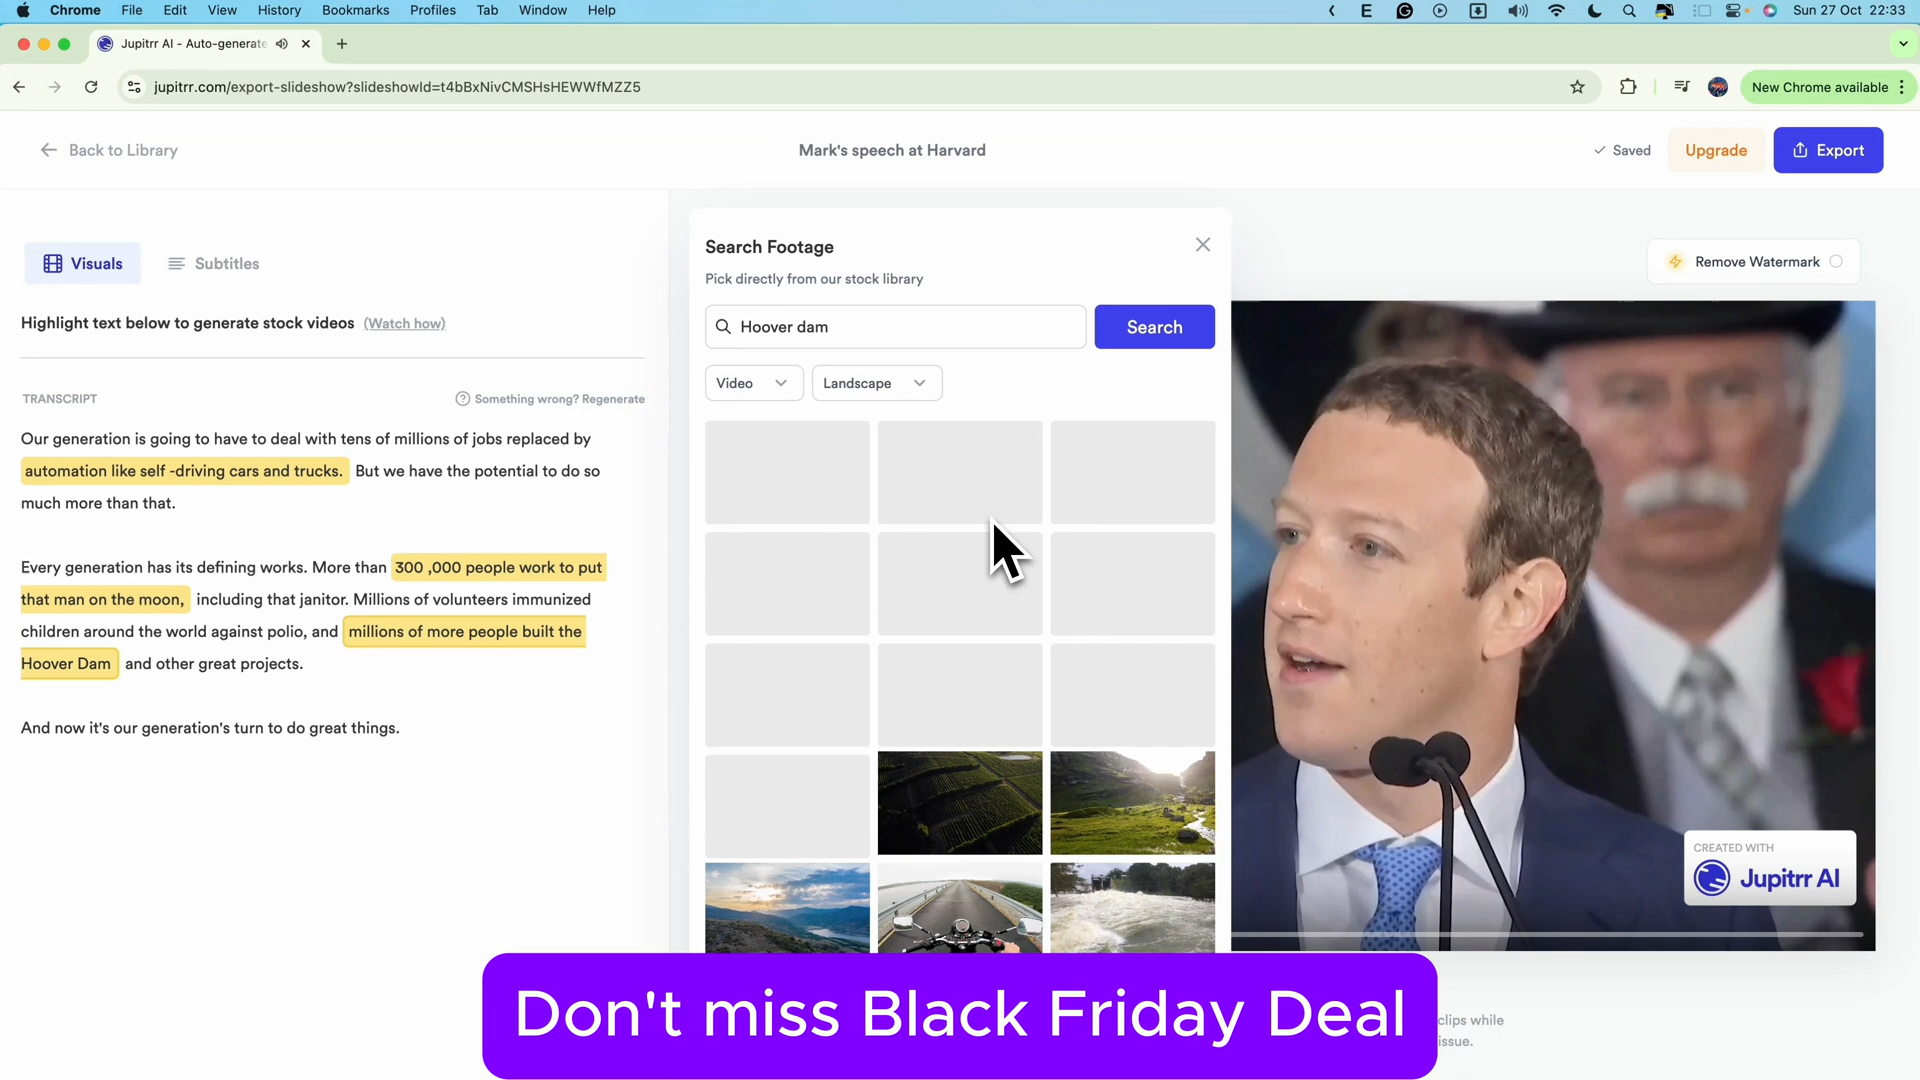 Chrome File Edit View History Bookmarks Profiles Tab Window Help
Sun 27 Oct 22:33
Jupitrr AI - Auto-generate
jupitrr.com/export-slideshow?slideshowId=t4bBxNivCMSHsHEWWfMZZ5
New Chrome available
Back to Library
Mark's speech at Harvard
Saved
Upgrade
Export
Visuals
Subtitles
Highlight text below to generate stock videos (Watch how)
TRANSCRIPT
Something wrong? Regenerate
Our generation is going to have to deal with tens of millions of jobs replaced by
automation like self -driving cars and trucks. But we have the potential to do so
much more than that.
Every generation has its defining works. More than 300 ,000 people work to put
that man on the moon, including that janitor. Millions of volunteers immunized
children around the world against polio, and millions of more people built the
Hoover Dam and other great projects.
And now it's our generation's turn to do great things.
Search Footage
Pick directly from our stock library
Hoover dam
Search
Video
Landscape
Remove Watermark
CREATED WITH
Jupitrr AI
clips while
issue.
Don't miss Black Friday Deal